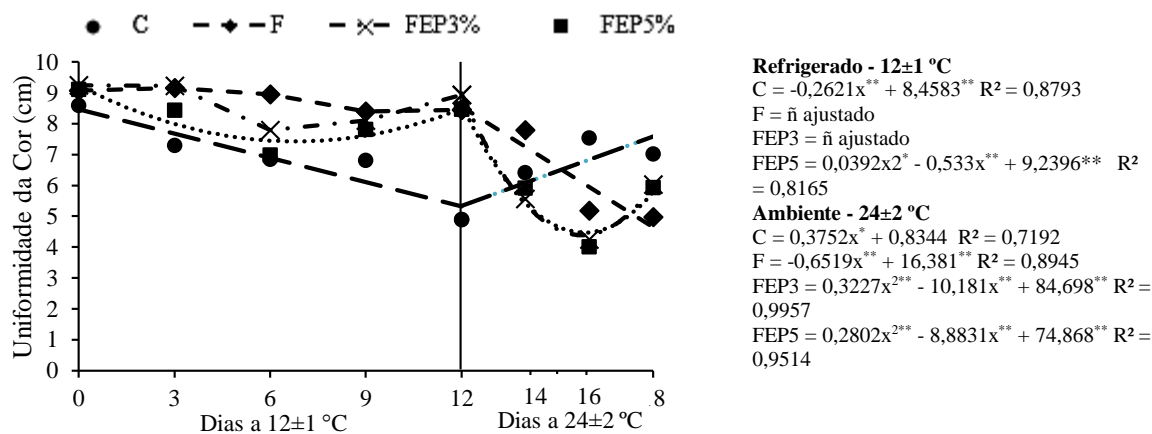 C F FEP3% FEP5%
Uniformidade da Cor (cm)
10
9
8
7
6
5
4
3
2
1
0
0 3 6 9 12 14 16 8
Dias a 12±1 °C Dias a 24±2 ºC
Refrigerado - 12±1 ºC
C = -0,2621x** + 8,4583** R² = 0,8793
F = ñ ajustado
FEP3 = ñ ajustado
FEP5 = 0,0392x2* - 0,533x** + 9,2396** R²
= 0,8165
Ambiente - 24±2 ºC
C = 0,3752x* + 0,8344 R² = 0,7192
F = -0,6519x** + 16,381** R² = 0,8945
FEP3 = 0,3227x²** - 10,181x** + 84,698** R² =
0,9957
FEP5 = 0,2802x²** - 8,8831x** + 74,868** R² =
0,9514